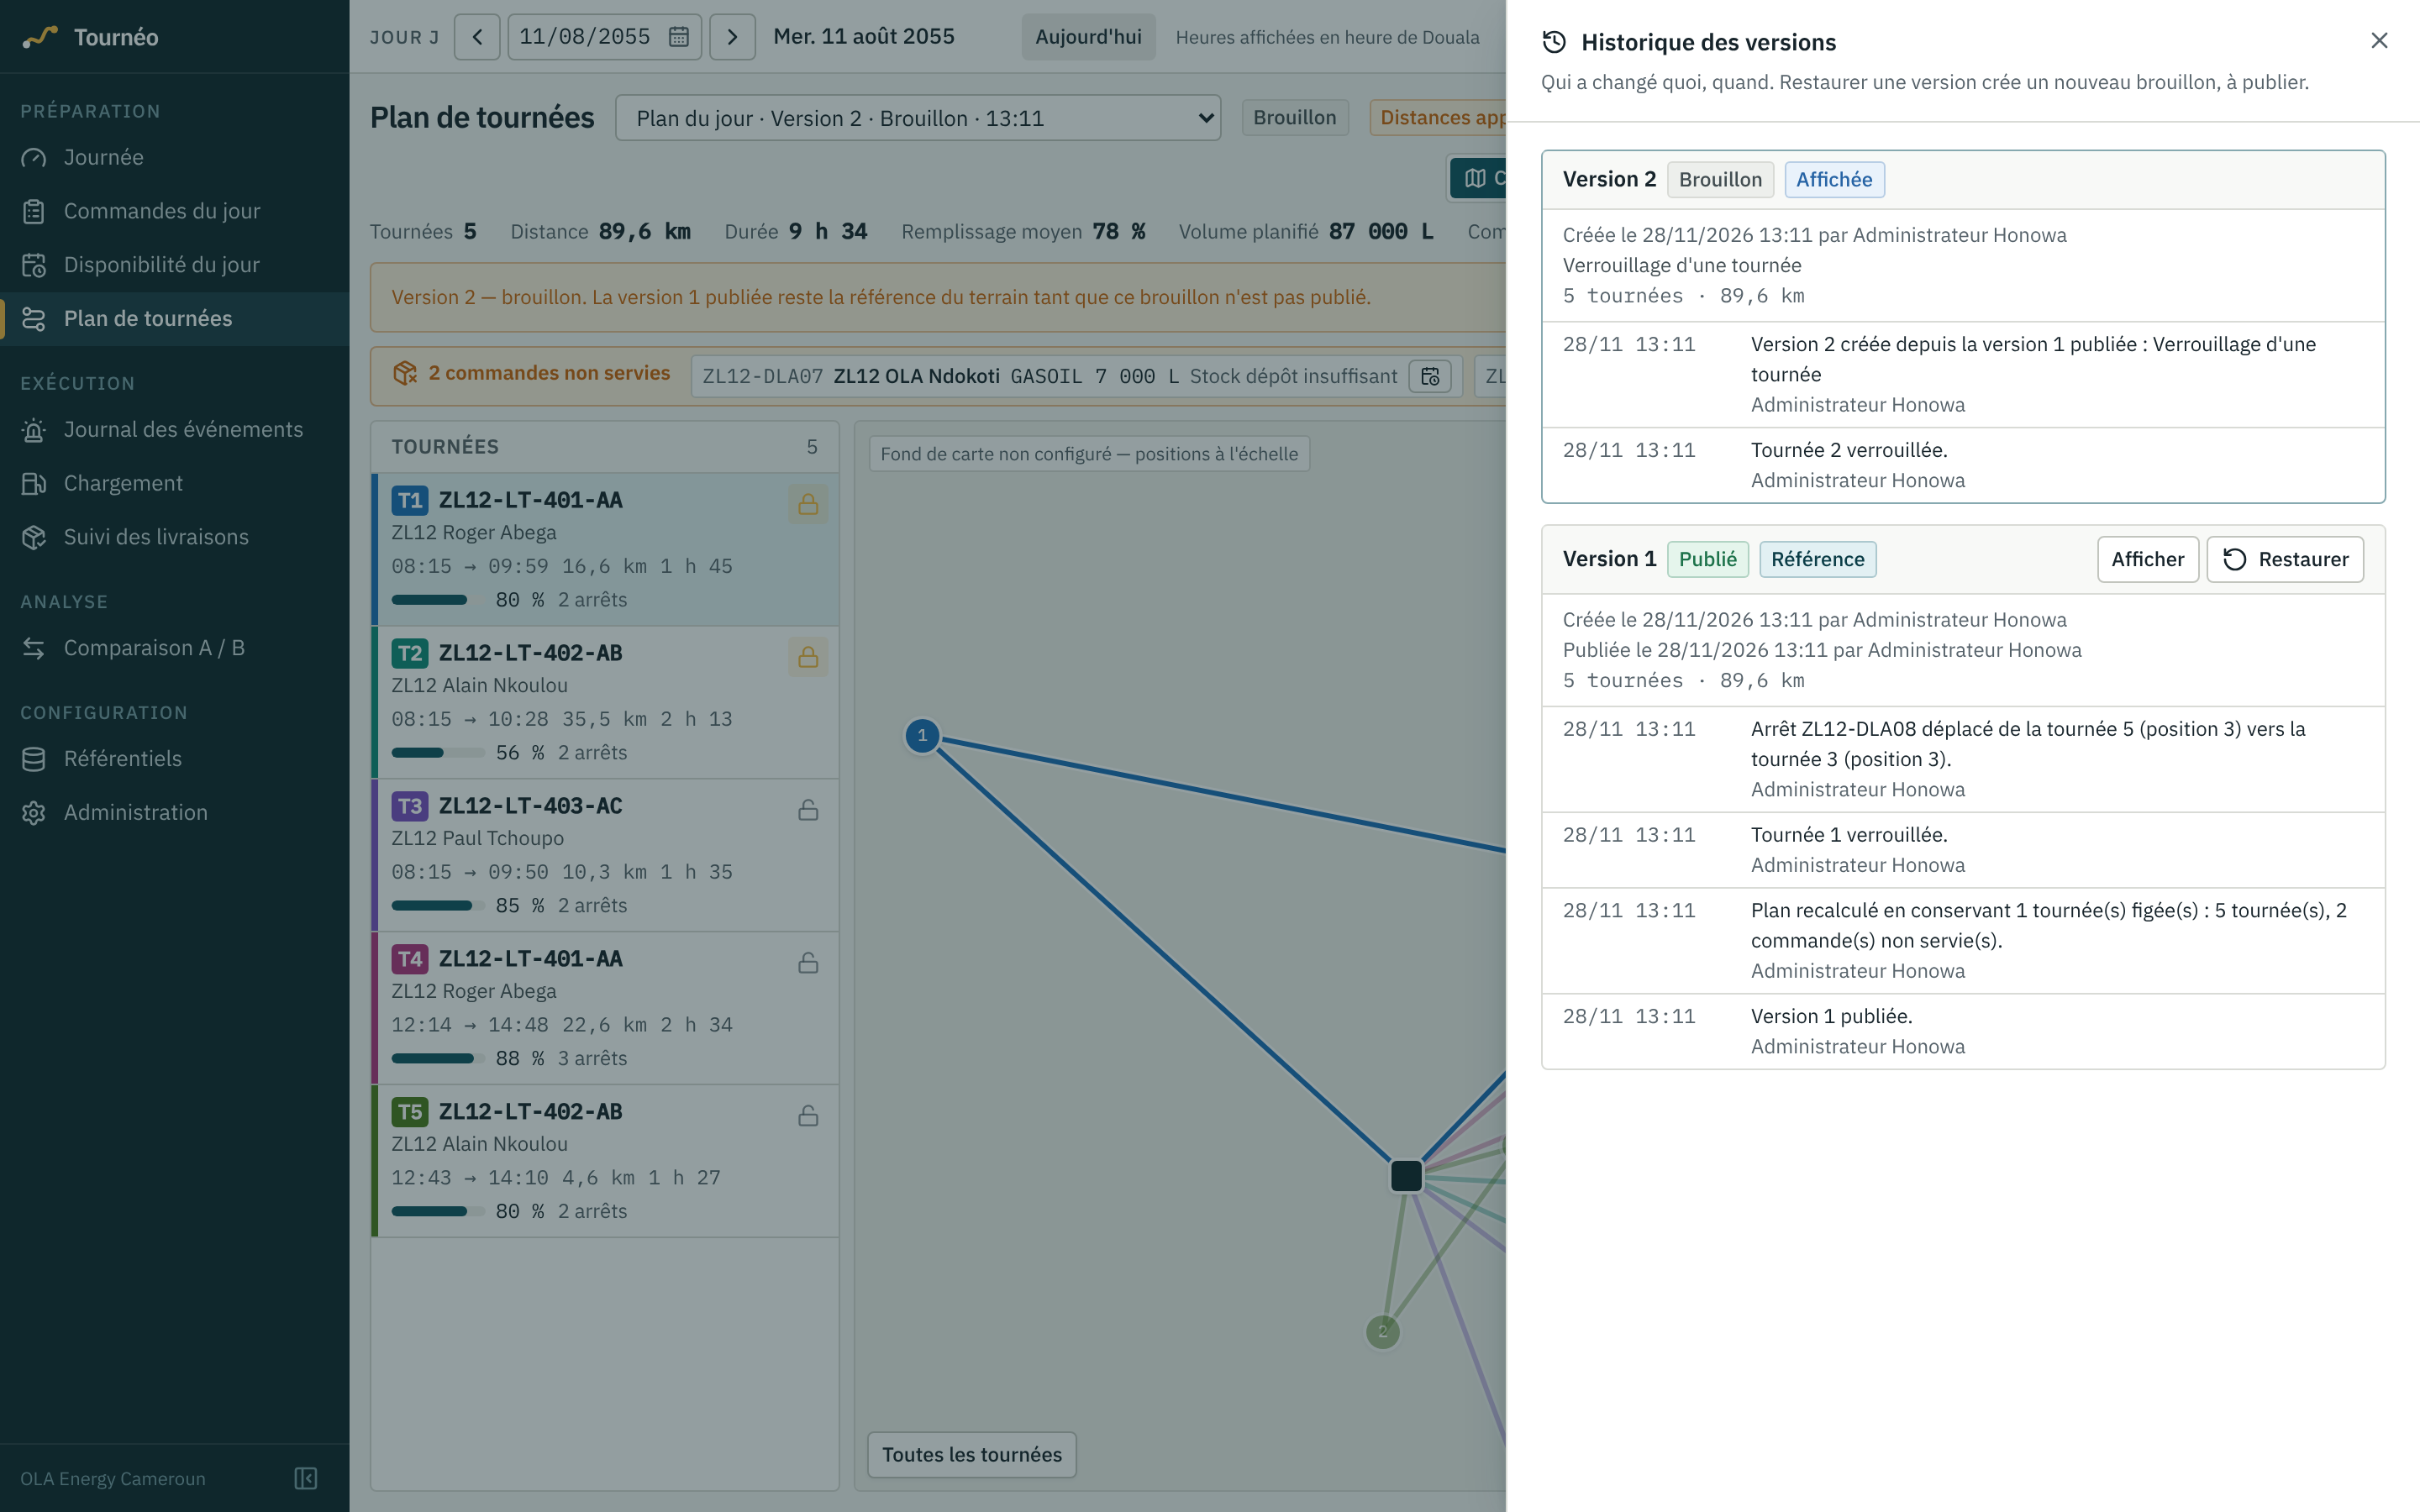 Tournéo
PRÉPARATION
Journée
Commandes du jour
Disponibilité du jour
Plan de tournées
EXÉCUTION
Journal des événements
Chargement
Suivi des livraisons
ANALYSE
Comparaison A / B
CONFIGURATION
Référentiels
Administration
OLA Energy Cameroun
JOUR J
11/08/2055
Mer. 11 août 2055
Aujourd'hui
Heures affichées en heure de Douala
Plan de tournées
Plan du jour · Version 2 · Brouillon · 13:11
Brouillon
Distances app
C
Tournées 5 Distance 89,6 km Durée 9 h 34 Remplissage moyen 78 % Volume planifié 87 000 L Com
Version 2 — brouillon. La version 1 publiée reste la référence du terrain tant que ce brouillon n'est pas publié.
2 commandes non servies
ZL12-DLA07 ZL12 OLA Ndokoti GASOIL 7 000 L Stock dépôt insuffisant
ZL
TOURNÉES 5
T1 ZL12-LT-401-AA
ZL12 Roger Abega
08:15 → 09:59 16,6 km 1 h 45
80 % 2 arrêts
T2 ZL12-LT-402-AB
ZL12 Alain Nkoulou
08:15 → 10:28 35,5 km 2 h 13
56 % 2 arrêts
T3 ZL12-LT-403-AC
ZL12 Paul Tchoupo
08:15 → 09:50 10,3 km 1 h 35
85 % 2 arrêts
T4 ZL12-LT-401-AA
ZL12 Roger Abega
12:14 → 14:48 22,6 km 2 h 34
88 % 3 arrêts
T5 ZL12-LT-402-AB
ZL12 Alain Nkoulou
12:43 → 14:10 4,6 km 1 h 27
80 % 2 arrêts
Fond de carte non configuré — positions à l'échelle
1
2
Toutes les tournées
Historique des versions
Qui a changé quoi, quand. Restaurer une version crée un nouveau brouillon, à publier.
Version 2 Brouillon Affichée
Créée le 28/11/2026 13:11 par Administrateur Honowa
Verrouillage d'une tournée
5 tournées · 89,6 km
28/11 13:11 Version 2 créée depuis la version 1 publiée : Verrouillage d'une
tournée
Administrateur Honowa
28/11 13:11 Tournée 2 verrouillée.
Administrateur Honowa
Version 1 Publié Référence Afficher Restaurer
Créée le 28/11/2026 13:11 par Administrateur Honowa
Publiée le 28/11/2026 13:11 par Administrateur Honowa
5 tournées · 89,6 km
28/11 13:11 Arrêt ZL12-DLA08 déplacé de la tournée 5 (position 3) vers la
tournée 3 (position 3).
Administrateur Honowa
28/11 13:11 Tournée 1 verrouillée.
Administrateur Honowa
28/11 13:11 Plan recalculé en conservant 1 tournée(s) figée(s) : 5 tournée(s), 2
commande(s) non servie(s).
Administrateur Honowa
28/11 13:11 Version 1 publiée.
Administrateur Honowa